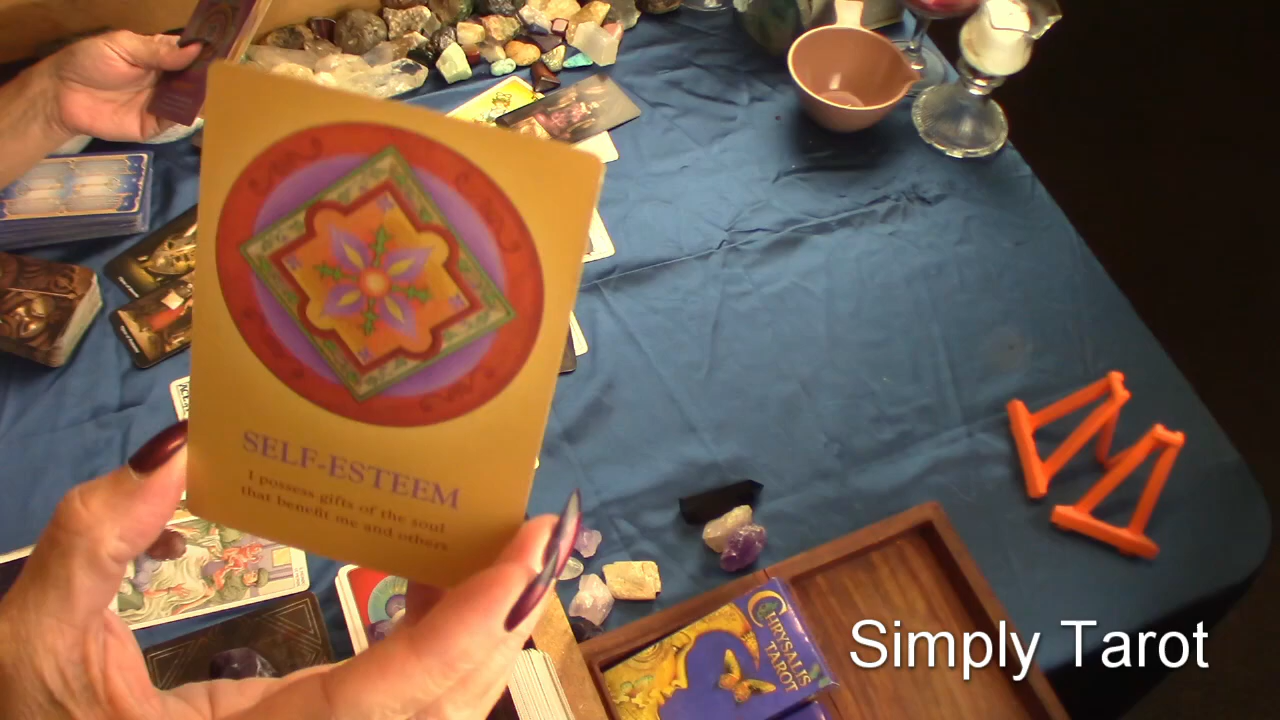 SELF-ESTEEM
I possess gifts of the soul
that benefit me and others
CHRYSALIS
TAROT
Simply Tarot